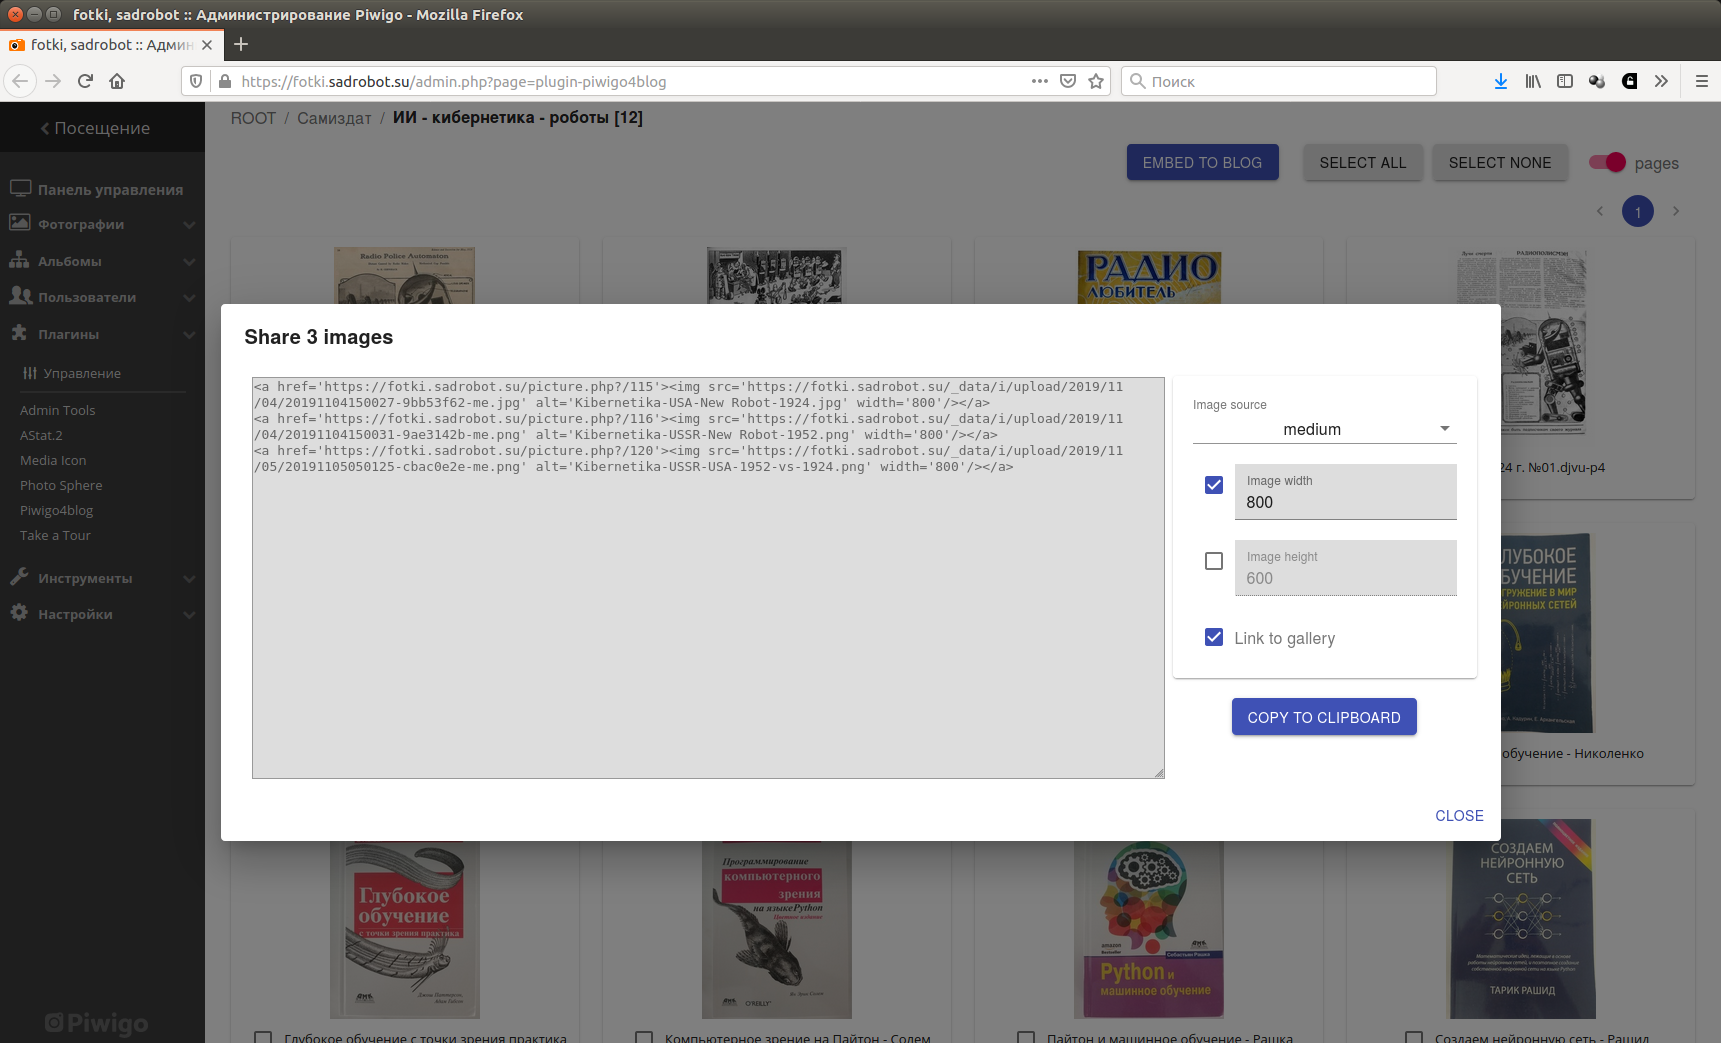 fotki, sadrobot :: Администрирование Piwigo - Mozilla Firefox
fotki, sadrobot :: Админ
https://fotki.sadrobot.su/admin.php?page=plugin-piwigo4blog
Поиск
Посещение
Панель управления
Фотографии
Альбомы
Пользователи
Плагины
Управление
Admin Tools
AStat.2
Media Icon
Photo Sphere
Piwigo4blog
Take a Tour
Инструменты
Настройки
Piwigo
ROOT / Самиздат / ИИ - кибернетика - роботы [12]
EMBED TO BLOG
SELECT ALL
SELECT NONE
pages
1
Radio Police Automaton
РАДИО
ЛЮБИТЕЛЬ
РАДИОПОЛИСМЭН
Share 3 images
<a href='https://fotki.sadrobot.su/picture.php?/115'><img src='https://fotki.sadrobot.su/_data/i/upload/2019/11
/04/20191104150027-9bb53f62-me.jpg' alt='Kibernetika-USA-New Robot-1924.jpg' width='800'/></a>
<a href='https://fotki.sadrobot.su/picture.php?/116'><img src='https://fotki.sadrobot.su/_data/i/upload/2019/11
/04/20191104150031-9ae3142b-me.png' alt='Kibernetika-USSR-New Robot-1952.png' width='800'/></a>
<a href='https://fotki.sadrobot.su/picture.php?/120'><img src='https://fotki.sadrobot.su/_data/i/upload/2019/11
/05/20191105050125-cbac0e2e-me.png' alt='Kibernetika-USSR-USA-1952-vs-1924.png' width='800'/></a>
Image source
medium
Image width
800
Image height
600
Link to gallery
COPY TO CLIPBOARD
CLOSE
24 г. №01.djvu-p4
ЛУБОКОЕ
БУЧЕНИЕ
ГРУЖЕНИЕ В МИР
ЙРОННЫХ СЕТЕЙ
обучение - Николенко
Глубокое
обучение
с точки зрения практика
Программирование
компьютерного
зрения
на языке Python
Цветное издание
O'REILLY
amazon
Себастьян Рашка
Python и
машинное обучение
СОЗДАЕМ
НЕЙРОННУЮ
СЕТЬ
ТАРИК РАШИД
Глубокое обучение с точки зрения практика
Компьютерное зрение на Пайтон - Солем
Пайтон и машинное обучение - Рашка
Создаем нейронную сеть - Рашид